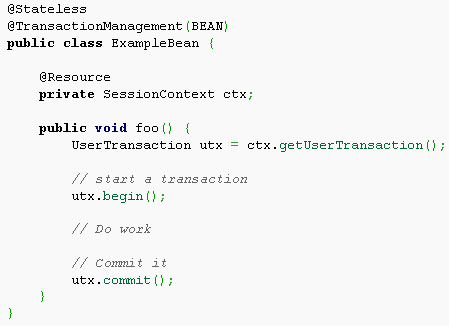 @Stateless
@TransactionManagement(BEAN)
public class ExampleBean {
@Resource
private SessionContext ctx;
public void foo() {
UserTransaction utx = ctx.getUserTransaction();
// start a transaction
utx.begin();
// Do work
// Commit it
utx.commit();
}
}